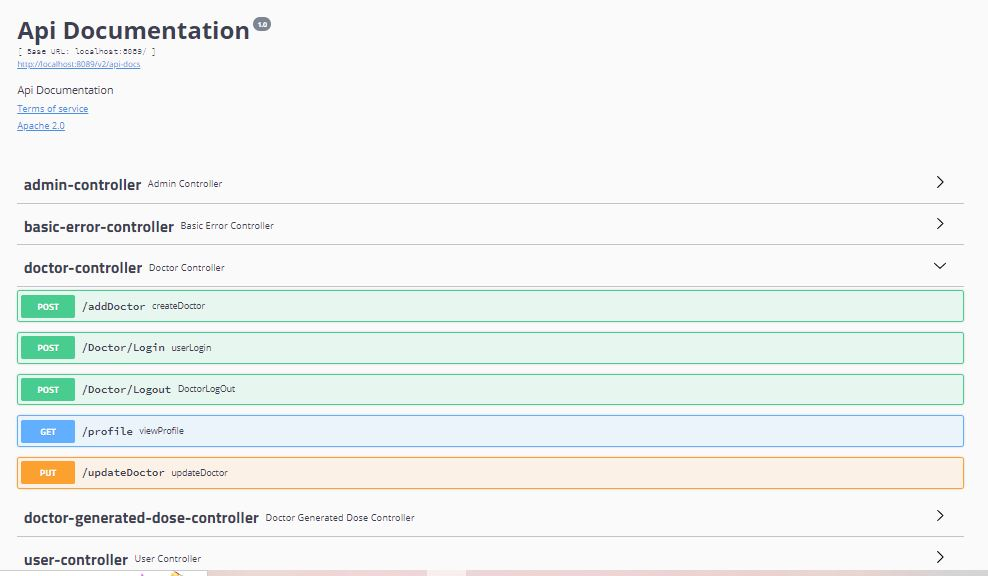 Api Documentation 1.0
[ Base URL: localhost:8089/ ]
http://localhost:8089/v2/api-docs
Api Documentation
Terms of service
Apache 2.0
admin-controller Admin Controller
basic-error-controller Basic Error Controller
doctor-controller Doctor Controller
POST /addDoctor createDoctor
POST /Doctor/Login userLogin
POST /Doctor/Logout DoctorLogOut
GET /profile viewProfile
PUT /updateDoctor updateDoctor
doctor-generated-dose-controller Doctor Generated Dose Controller
user-controller User Controller